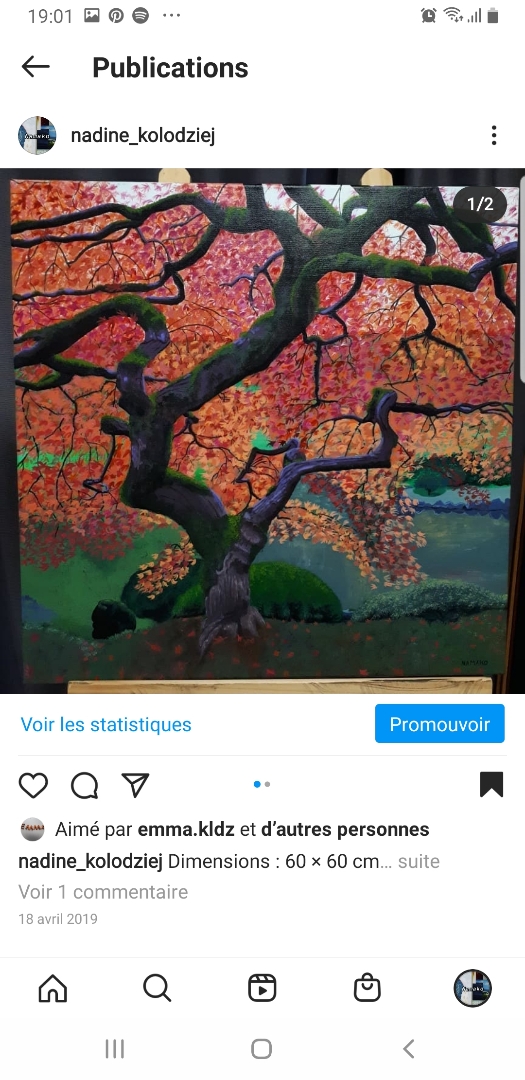 19:01
Publications
nadine_kolodziej
1/2
Voir les statistiques
Promouvoir
Aimé par emma.kldz et d'autres personnes
nadine_kolodziej Dimensions : 60 × 60 cm... suite
Voir 1 commentaire
18 avril 2019